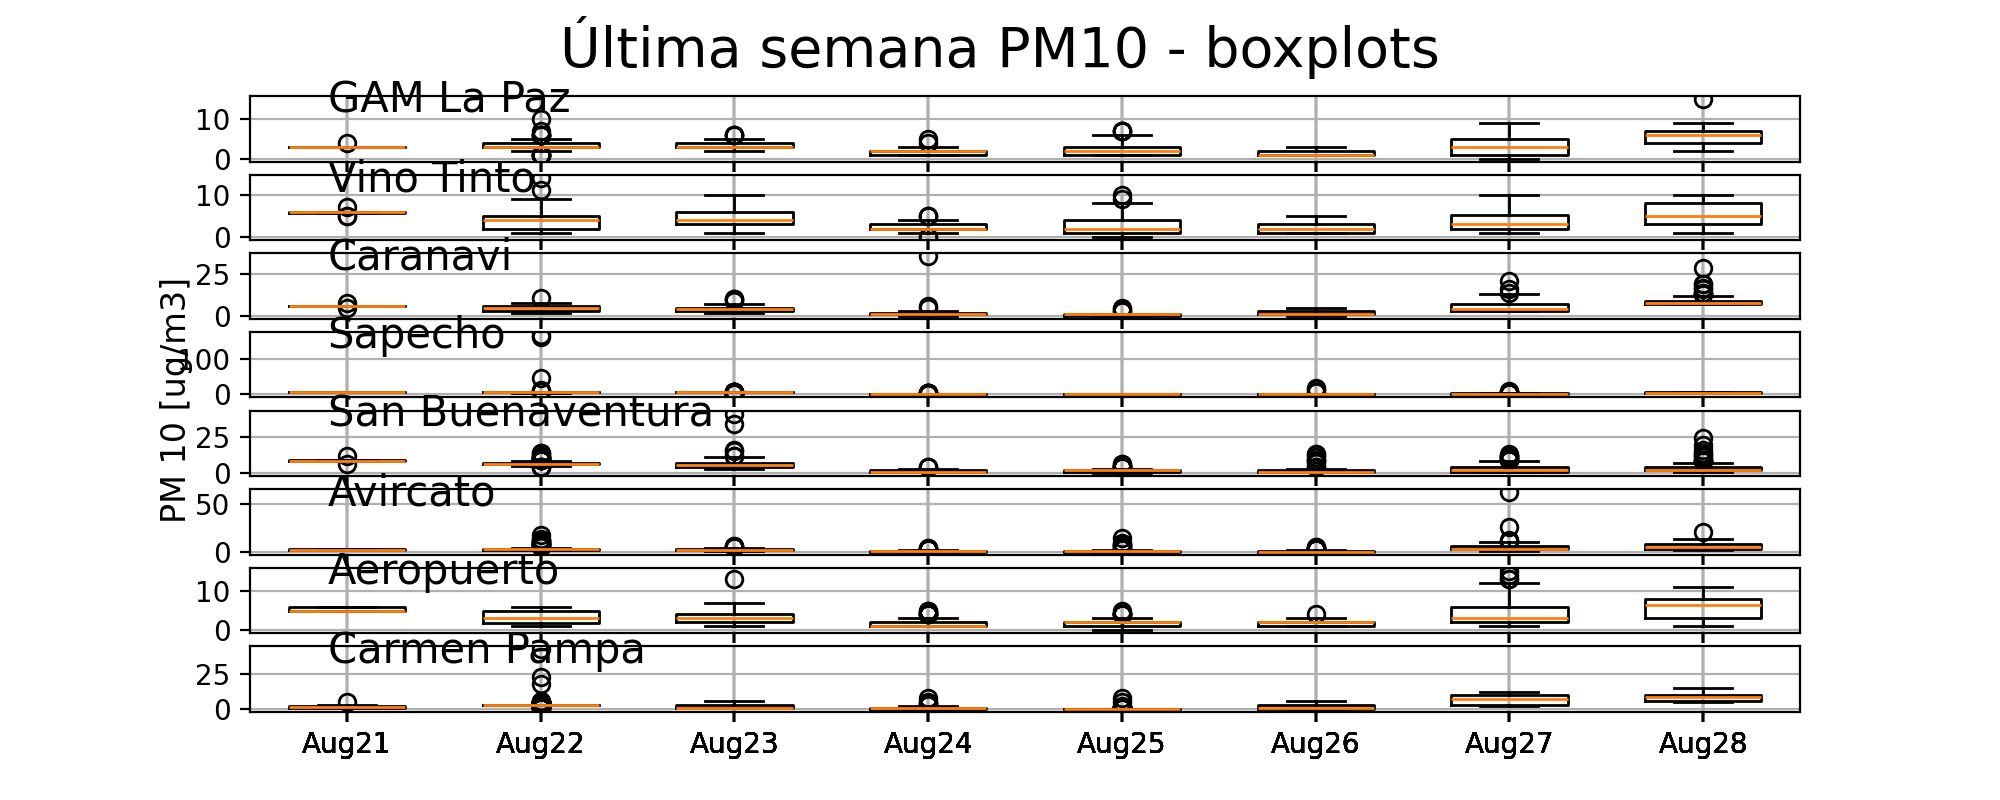 Última semana PM10 - boxplots
GAM La Paz
10
0
Vino Tinto
10
0
Caranavi
25
0
Sapecho
100
0
San Buenaventura
25
0
Avircato
50
0
Aeropuerto
10
0
Carmen Pampa
25
0
PM 10 [ug/m3]
Aug21 Aug22 Aug23 Aug24 Aug25 Aug26 Aug27 Aug28